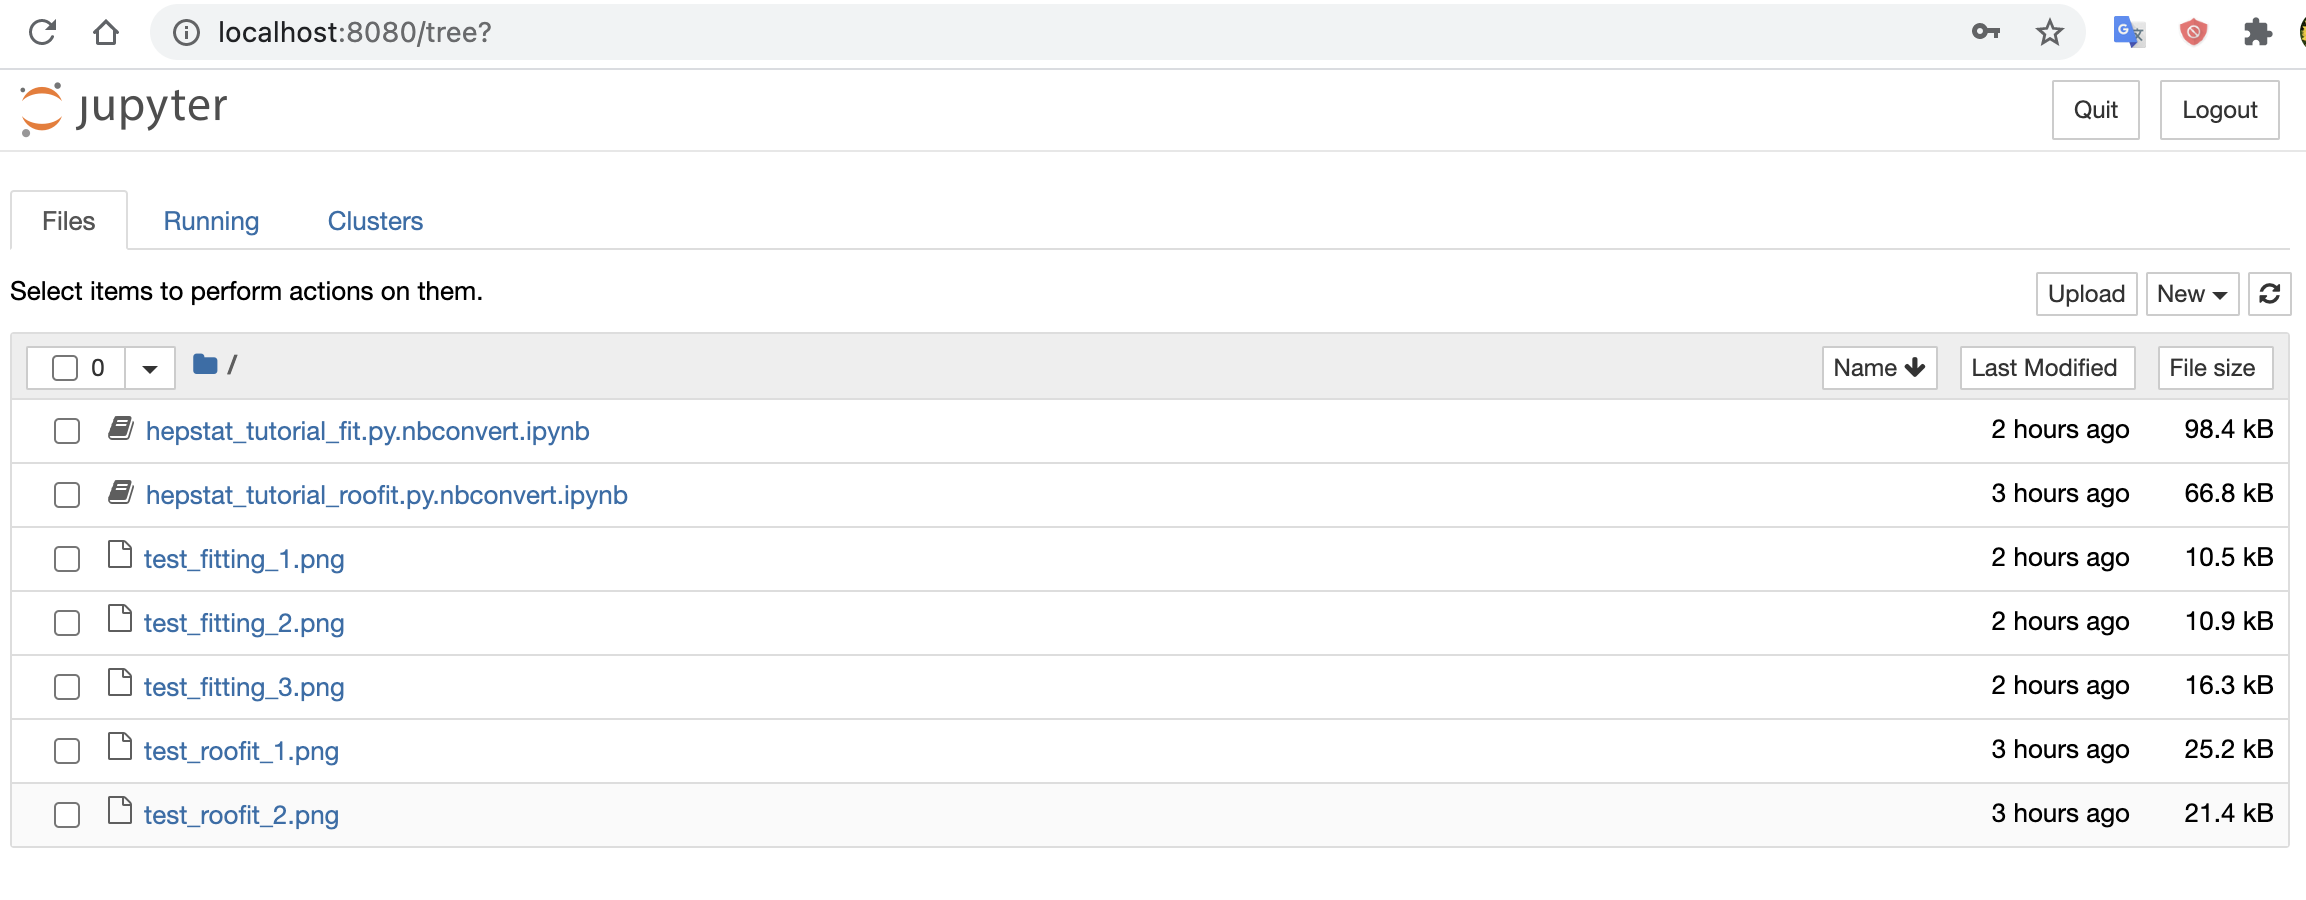 localhost:8080/tree?
jupyter
Quit
Logout
Files
Running
Clusters
Select items to perform actions on them.
Upload
New
0
/
Name
Last Modified
File size
hepstat_tutorial_fit.py.nbconvert.ipynb 2 hours ago 98.4 kB
hepstat_tutorial_roofit.py.nbconvert.ipynb 3 hours ago 66.8 kB
test_fitting_1.png 2 hours ago 10.5 kB
test_fitting_2.png 2 hours ago 10.9 kB
test_fitting_3.png 2 hours ago 16.3 kB
test_roofit_1.png 3 hours ago 25.2 kB
test_roofit_2.png 3 hours ago 21.4 kB